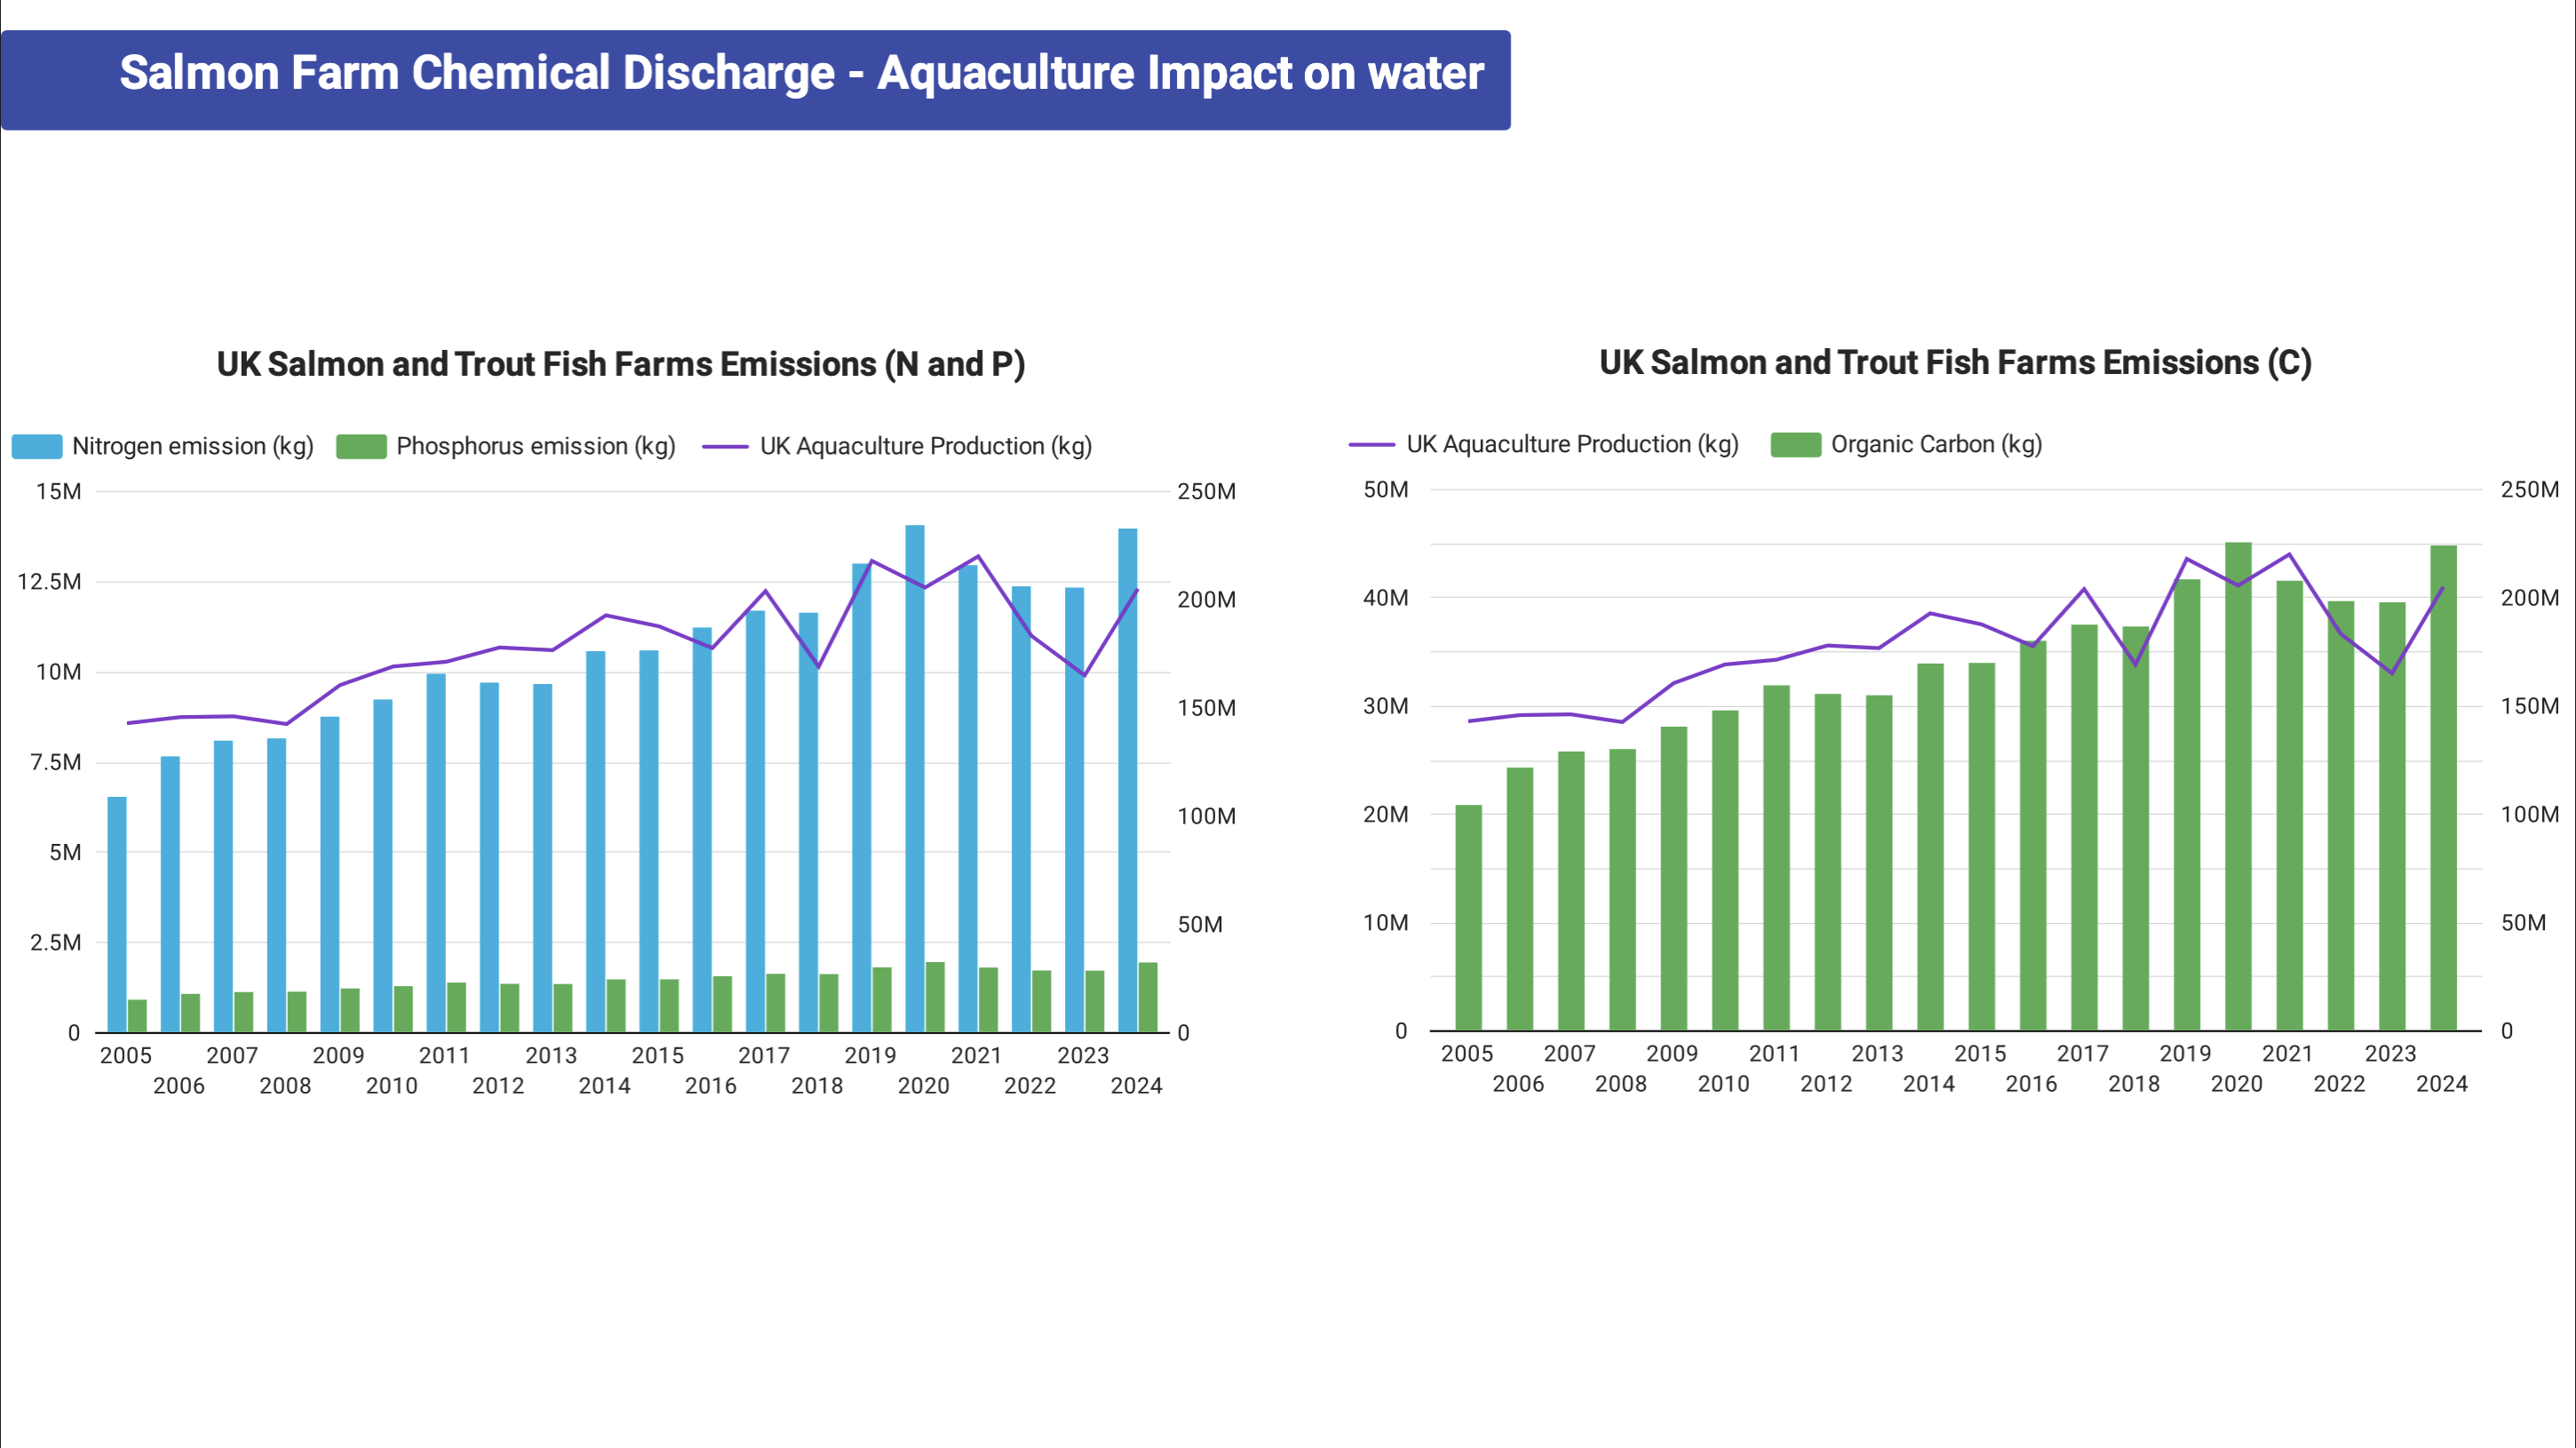 Salmon Farm Chemical Discharge - Aquaculture Impact on water
UK Salmon and Trout Fish Farms Emissions (N and P)
Nitrogen emission (kg) Phosphorus emission (kg) UK Aquaculture Production (kg)
15M 250M
12.5M 200M
10M 150M
7.5M
5M 100M
2.5M 50M
0 0
2005 2007 2009 2011 2013 2015 2017 2019 2021 2023
2006 2008 2010 2012 2014 2016 2018 2020 2022 2024
UK Salmon and Trout Fish Farms Emissions (C)
UK Aquaculture Production (kg) Organic Carbon (kg)
50M 250M
40M 200M
30M 150M
20M 100M
10M 50M
0 0
2005 2007 2009 2011 2013 2015 2017 2019 2021 2023
2006 2008 2010 2012 2014 2016 2018 2020 2022 2024